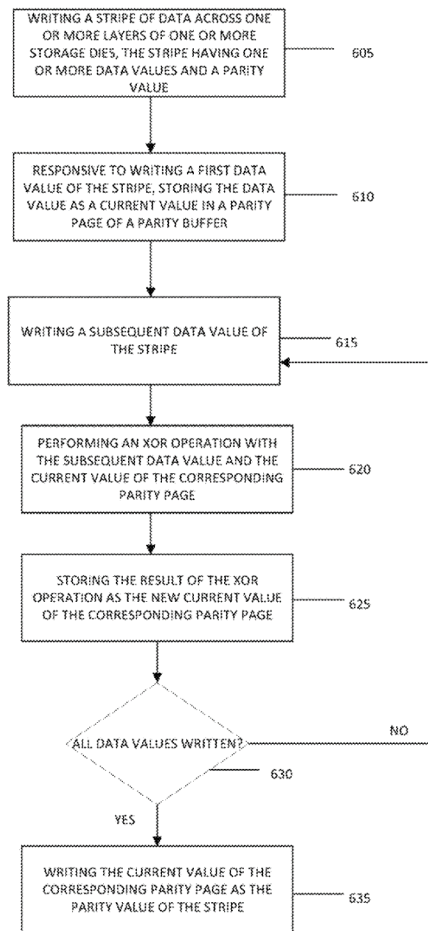 WRITING A STRIPE OF DATA ACROSS ONE
OR MORE LAYERS OF ONE OR MORE
STORAGE DIES, THE STRIPE HAVING ONE
OR MORE DATA VALUES AND A PARITY
VALUE
605
RESPONSIVE TO WRITING A FIRST DATA
VALUE OF THE STRIPE, STORING THE DATA
VALUE AS A CURRENT VALUE IN A PARITY
PAGE OF A PARITY BUFFER
610
WRITING A SUBSEQUENT DATA VALUE OF
THE STRIPE
615
PERFORMING AN XOR OPERATION WITH
THE SUBSEQUENT DATA VALUE AND THE
CURRENT VALUE OF THE CORRESPONDING
PARITY PAGE
620
STORING THE RESULT OF THE XOR
OPERATION AS THE NEW CURRENT VALUE
OF THE CORRESPONDING PARITY PAGE
625
ALL DATA VALUES WRITTEN?
NO
630
YES
WRITING THE CURRENT VALUE OF THE
CORRESPONDING PARITY PAGE AS THE
PARITY VALUE OF THE STRIPE
635